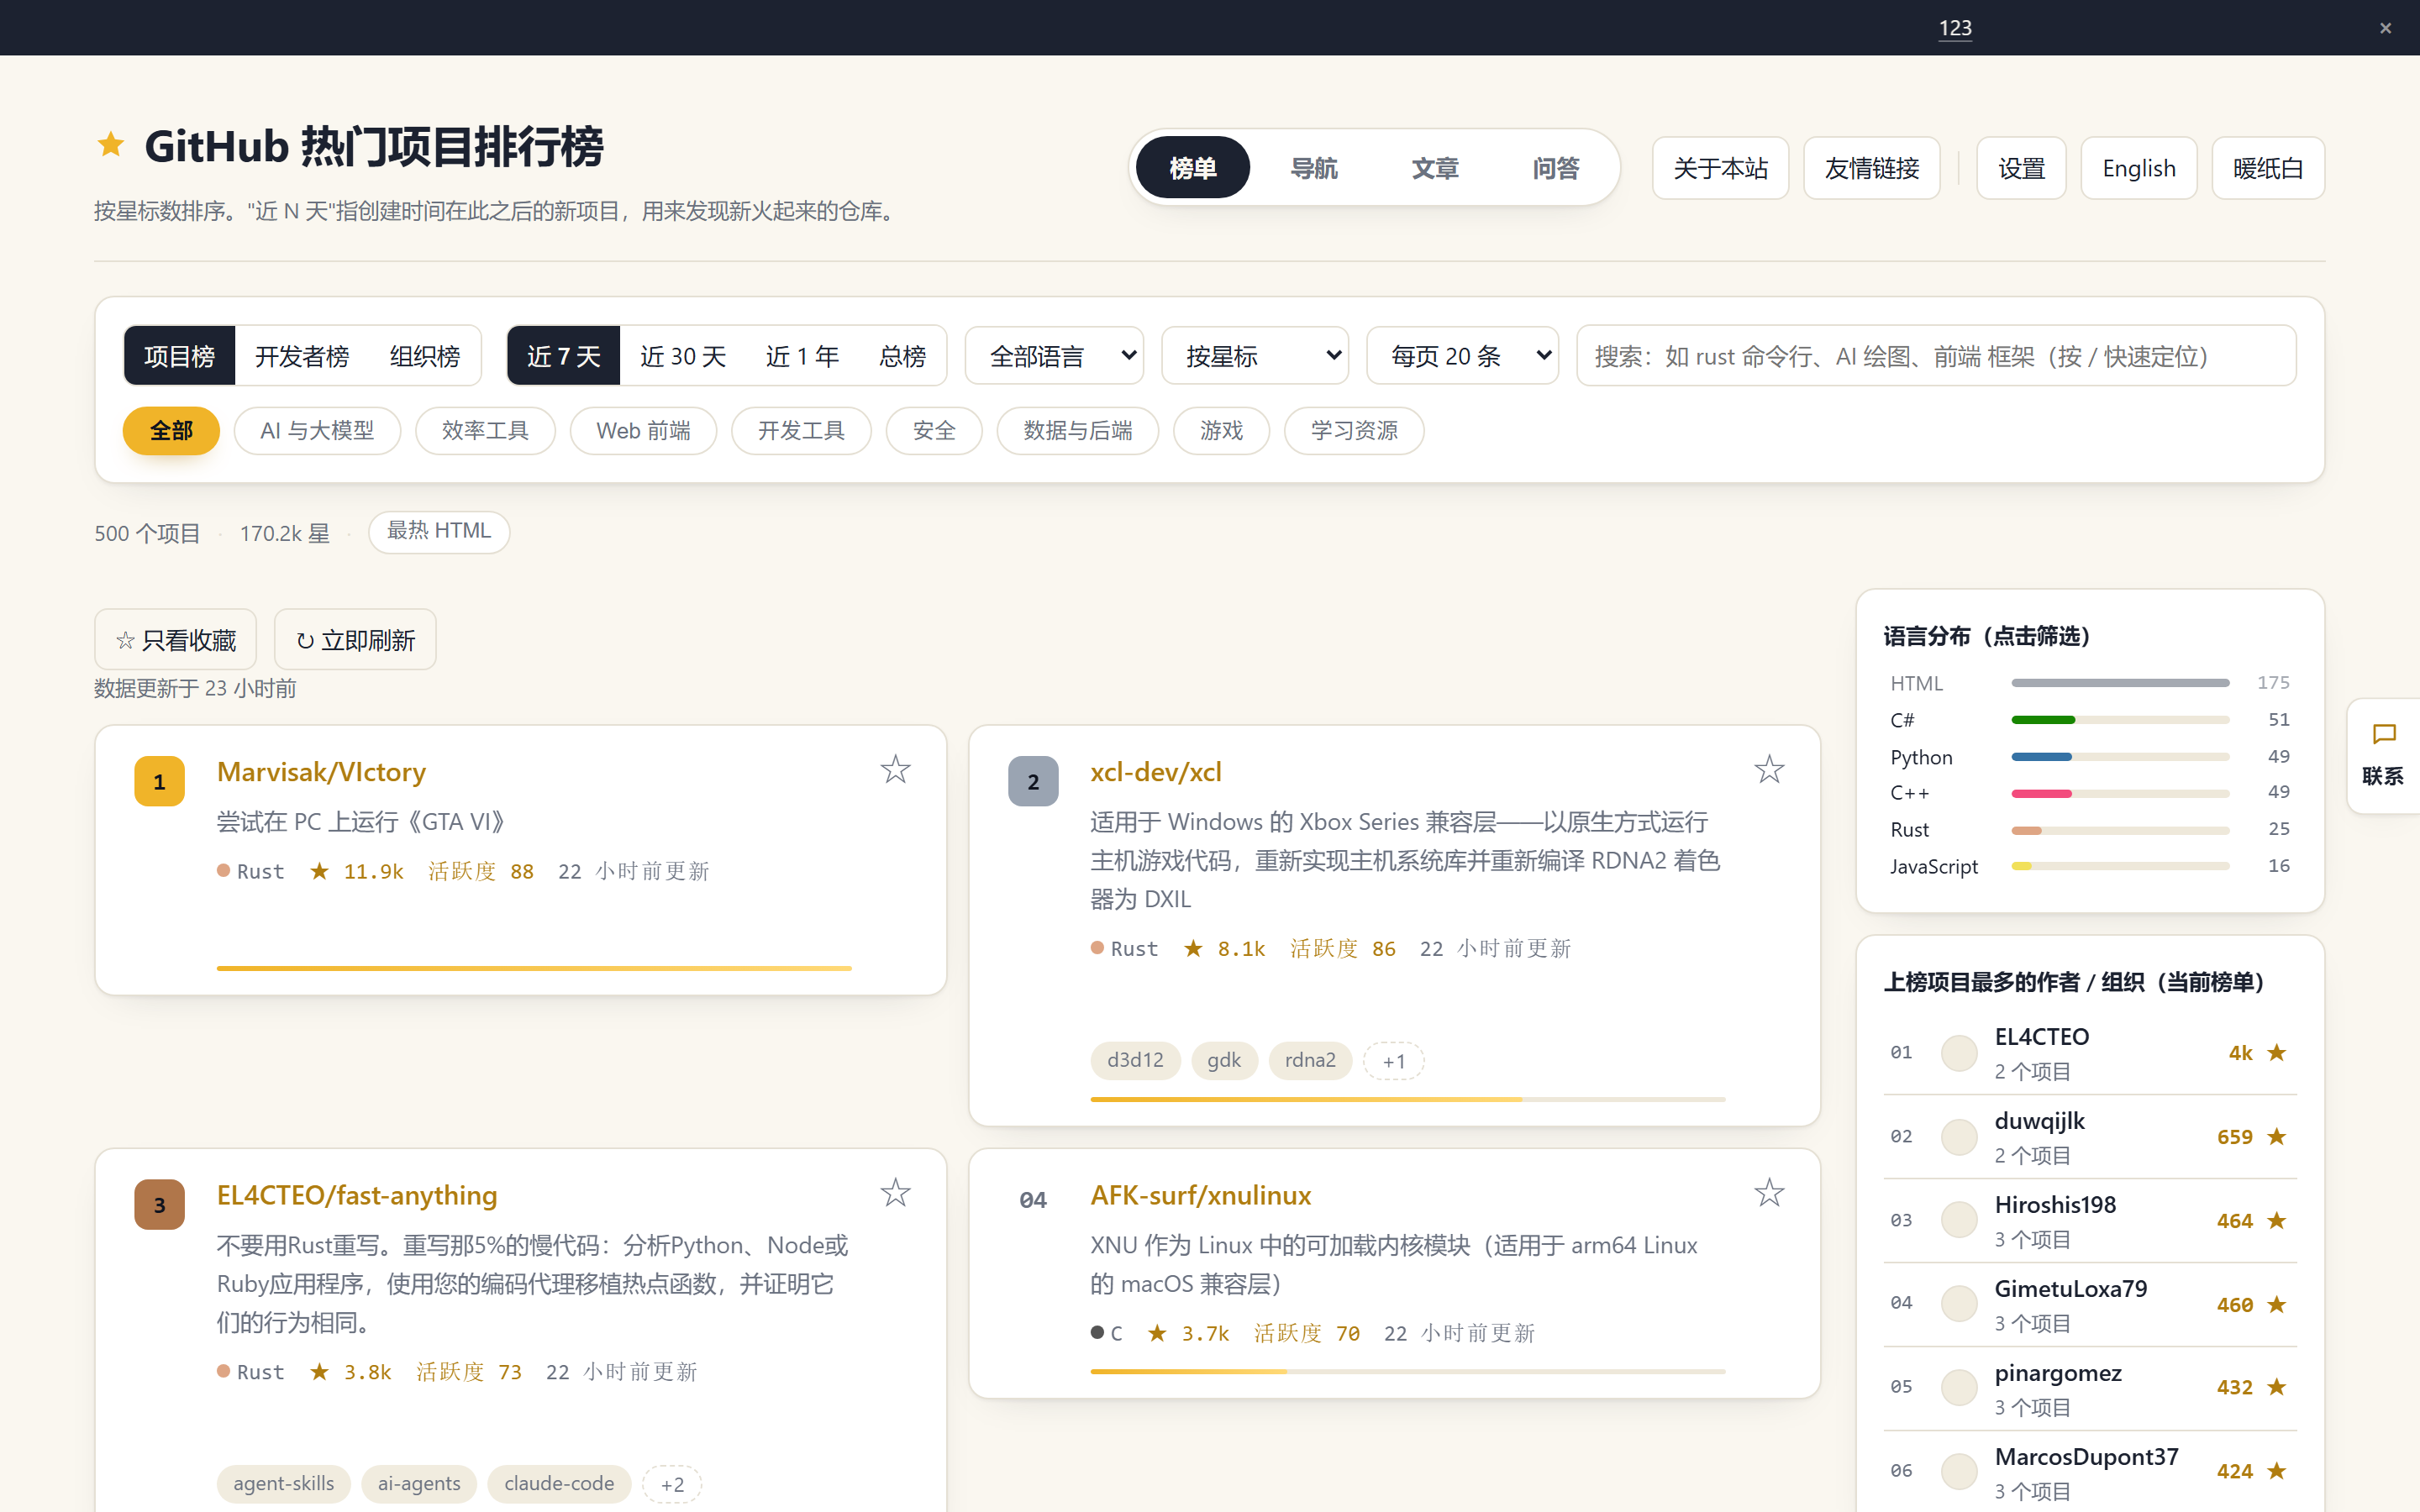 123
×
GitHub 热门项目排行榜
按星标数排序。"近 N 天"指创建时间在此之后的新项目，用来发现新火起来的仓库。
榜单 导航 文章 问答 关于本站 友情链接 设置 English 暖纸白
项目榜 开发者榜 组织榜 近 7 天 近 30 天 近 1 年 总榜 全部语言 按星标 每页 20 条 搜索：如 rust 命令行、AI 绘图、前端 框架（按 / 快速定位）
全部 AI 与大模型 效率工具 Web 前端 开发工具 安全 数据与后端 游戏 学习资源
500 个项目 · 170.2k 星 · 最热 HTML
☆ 只看收藏 ↻ 立即刷新
数据更新于 23 小时前
1
Marvisak/VIctory
尝试在 PC 上运行《GTA VI》
Rust ★ 11.9k 活跃度 88 22 小时前更新
2
xcl-dev/xcl
适用于 Windows 的 Xbox Series 兼容层——以原生方式运行
主机游戏代码，重新实现主机系统库并重新编译 RDNA2 着色
器为 DXIL
Rust ★ 8.1k 活跃度 86 22 小时前更新
d3d12 gdk rdna2 +1
3
EL4CTEO/fast-anything
不要用Rust重写。重写那5%的慢代码：分析Python、Node或
Ruby应用程序，使用您的编码代理移植热点函数，并证明它
们的行为相同。
Rust ★ 3.8k 活跃度 73 22 小时前更新
agent-skills ai-agents claude-code +2
04
AFK-surf/xnulinux
XNU 作为 Linux 中的可加载内核模块（适用于 arm64 Linux
的 macOS 兼容层）
C ★ 3.7k 活跃度 70 22 小时前更新
语言分布（点击筛选）
HTML 175
C# 51
Python 49
C++ 49
Rust 25
JavaScript 16
上榜项目最多的作者 / 组织（当前榜单）
01 EL4CTEO 4k ★
2 个项目
02 duwqijlk 659 ★
2 个项目
03 Hiroshis198 464 ★
3 个项目
04 GimetuLoxa79 460 ★
3 个项目
05 pinargomez 432 ★
3 个项目
06 MarcosDupont37 424 ★
3 个项目
联系